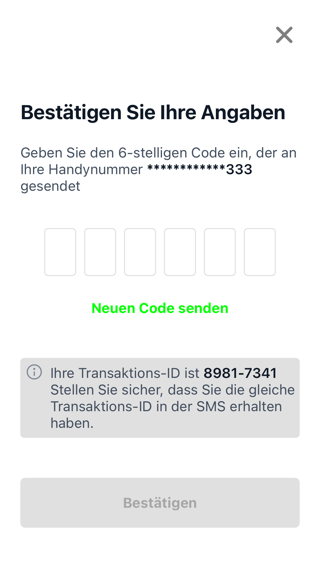 Bestätigen Sie Ihre Angaben
Geben Sie den 6-stelligen Code ein, der an
Ihre Handynummer ************333
gesendet
Neuen Code senden
Ihre Transaktions-ID ist 8981-7341
Stellen Sie sicher, dass Sie die gleiche
Transaktions-ID in der SMS erhalten
haben.
Bestätigen